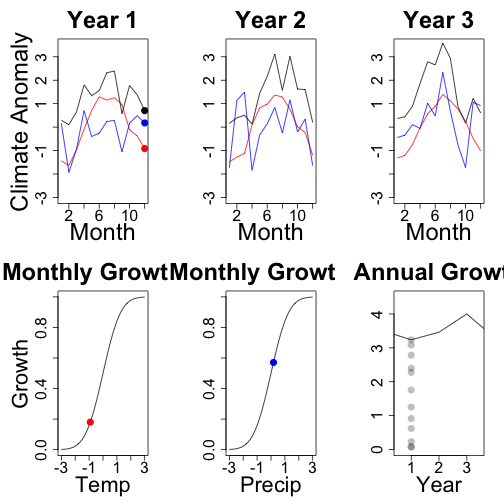 Year 1 Year 2 Year 3
Climate Anomaly
3 1 -1 -3
3 1 -1 -3
3 1 -1 -3
2 6 10
2 6 10
2 6 10
Month Month Month
Monthly Growt Monthly Growt Annual Growt
Growth
0.8 0.4 0.0
0.8 0.4 0.0
4 3 2 1 0
-3 -1 1 3
-3 -1 1 3
1 2 3
Temp Precip Year